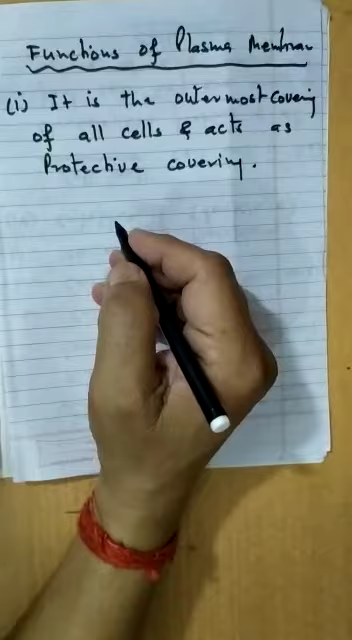 Functions of Plasma Membran
(i) It is the outermost covering
of all cells & acts as
Protective covering.